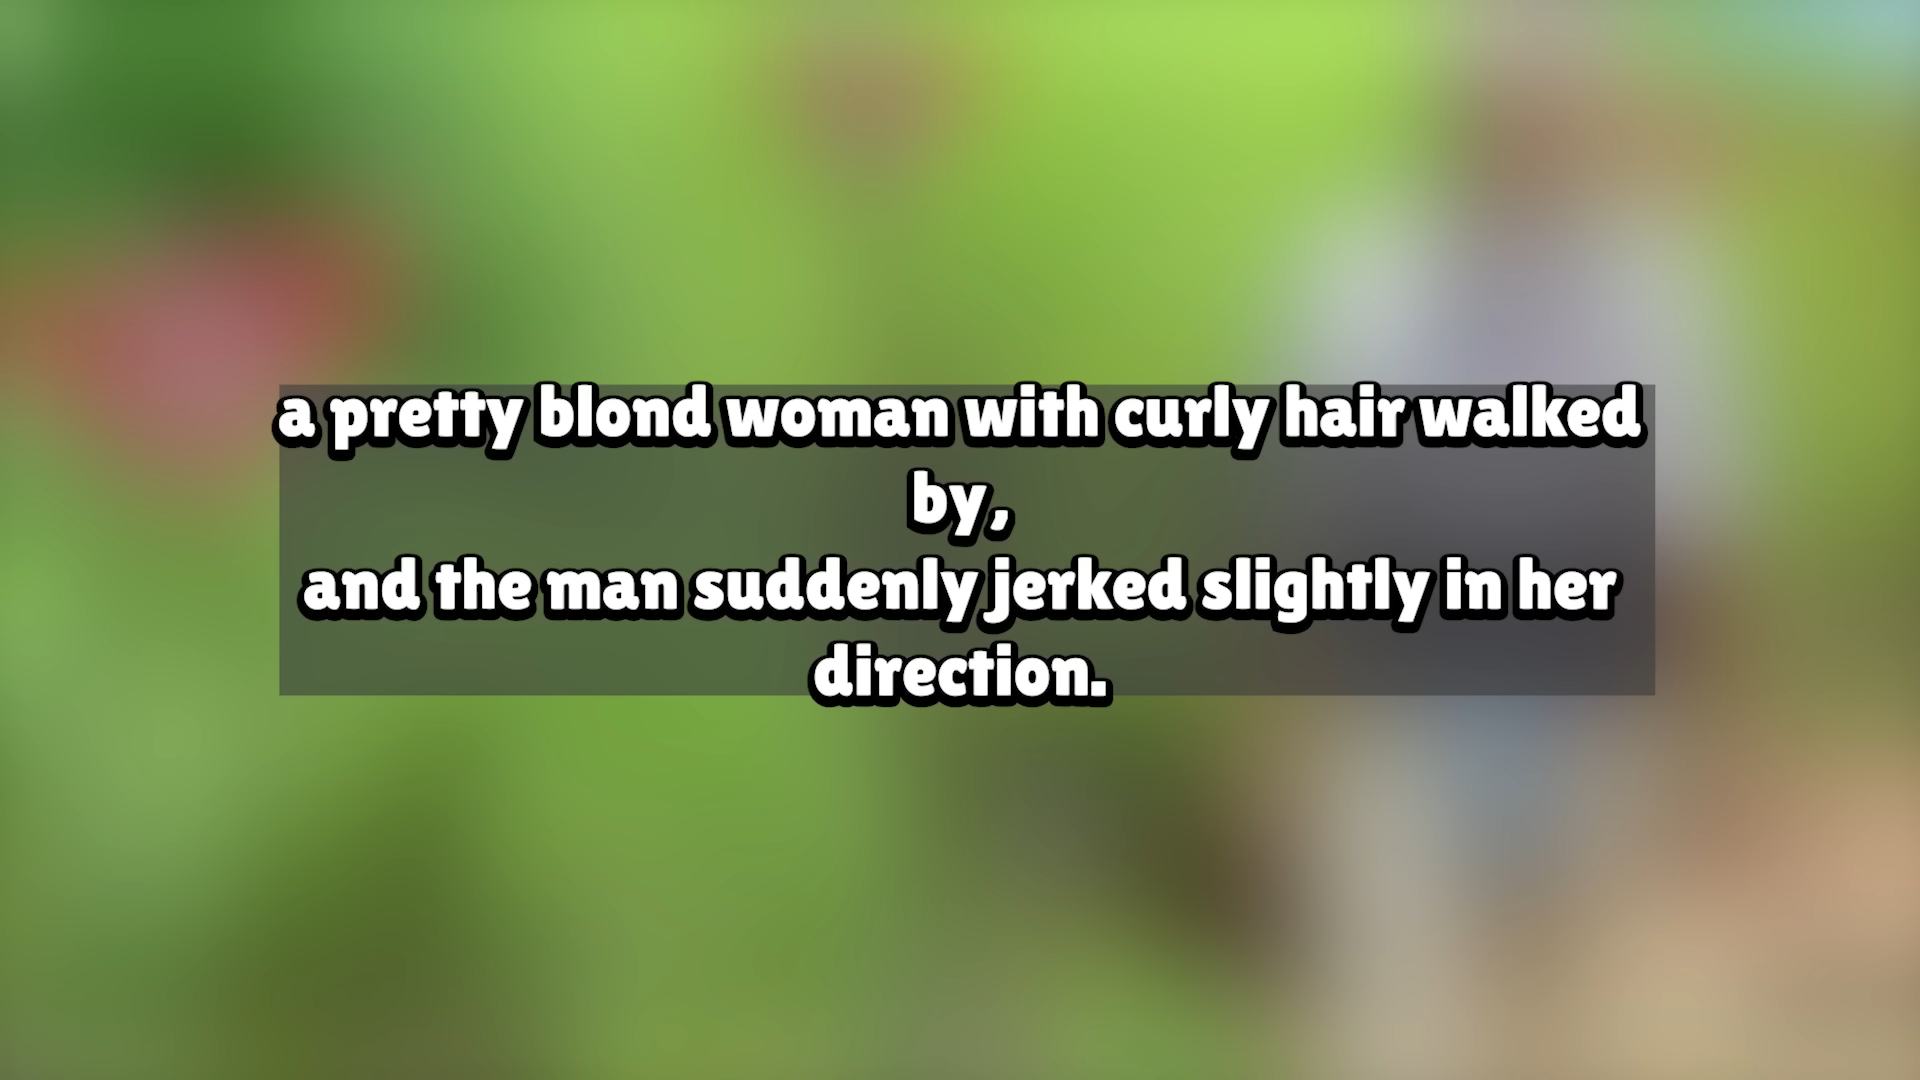 a pretty blond woman with curly hair walked
by,
and the man suddenly jerked slightly in her
direction.